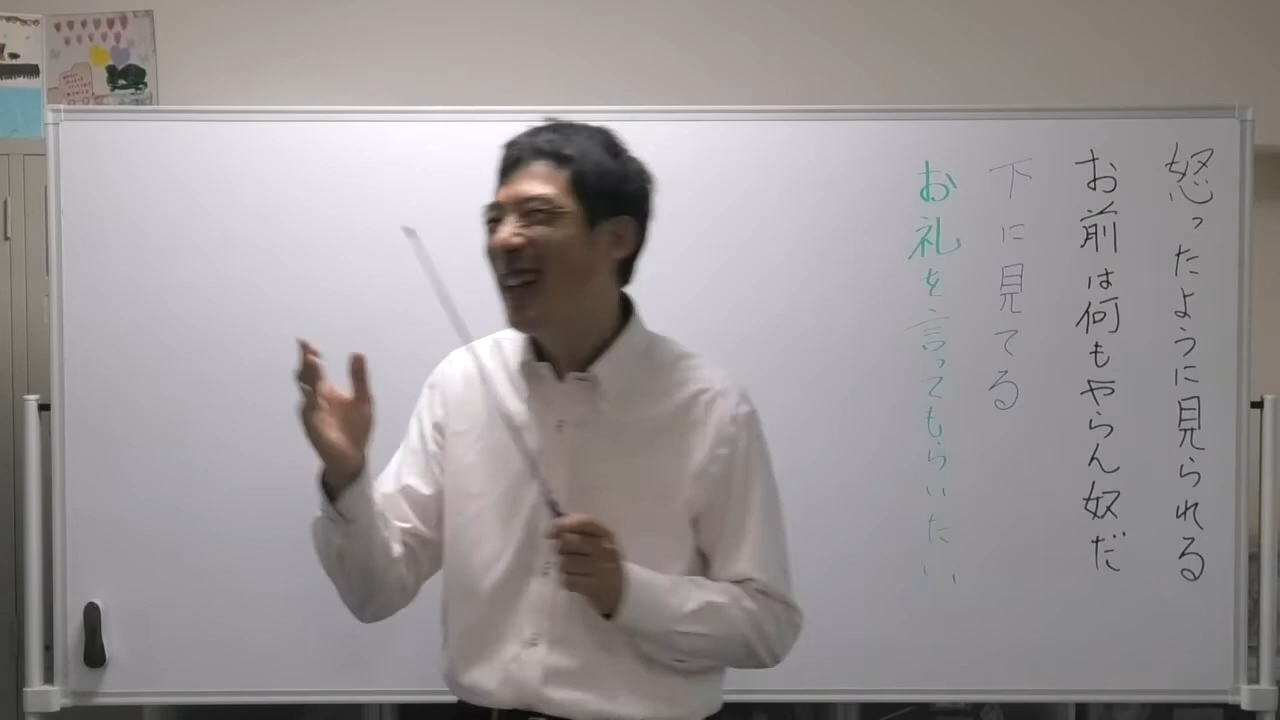 怒ったように見られる
お前は何もやらん奴だ
下に見てる
お礼を言ってもらいたい